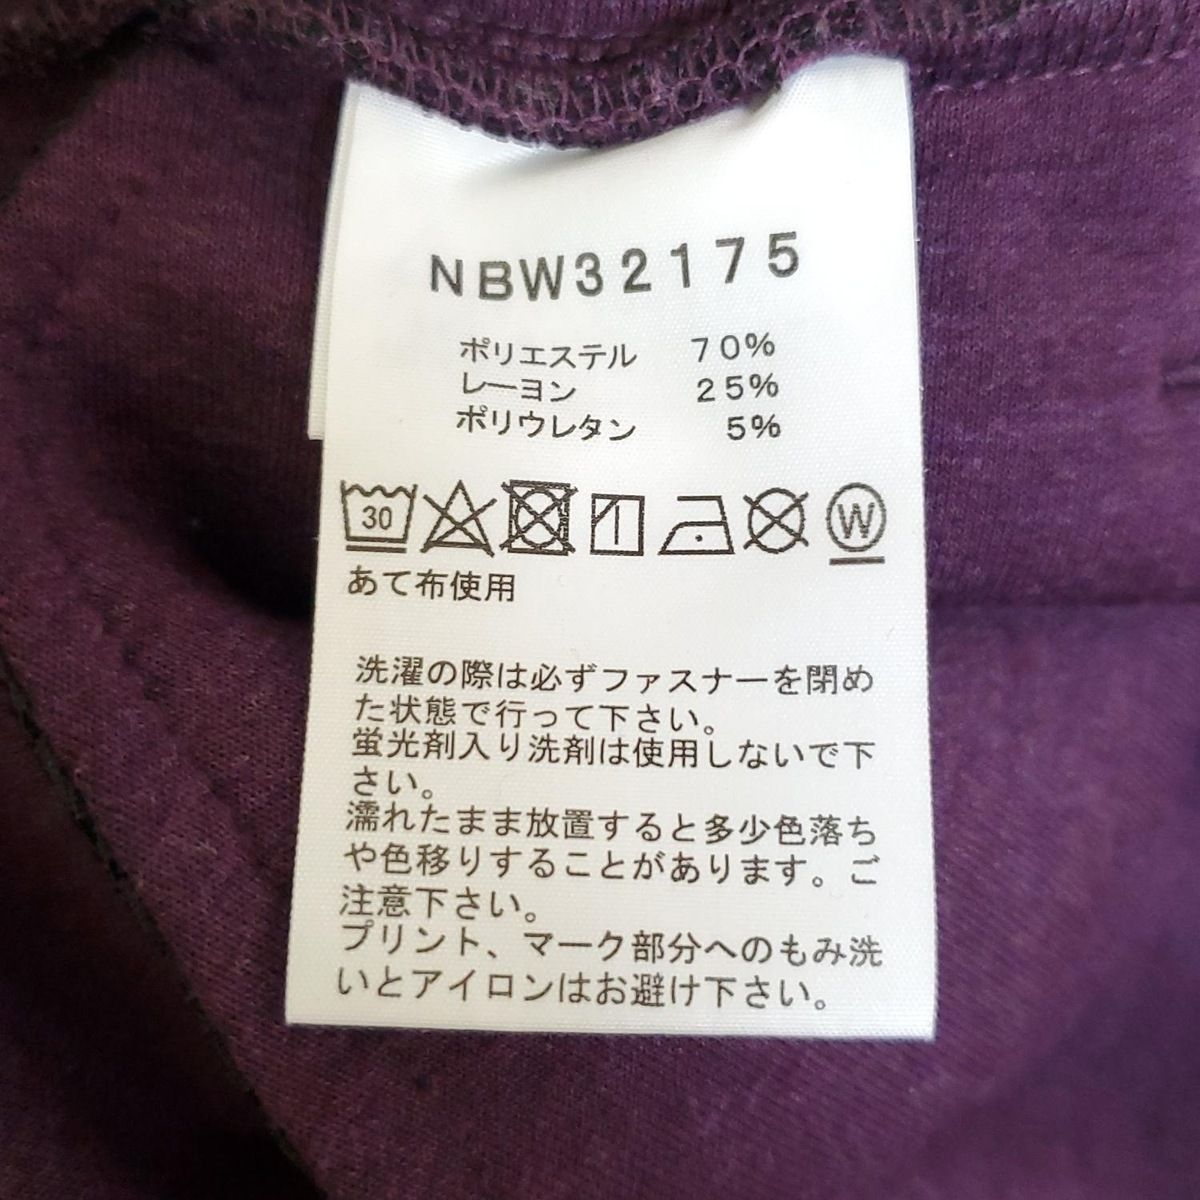 NBW32175
ポリエステル 70%
レーヨン 25%
ポリウレタン 5%
30 W
あて布使用
洗濯の際は必ずファスナーを閉め
た状態で行って下さい。
蛍光剤入り洗剤は使用しないで下
さい。
濡れたまま放置すると多少色落ち
や色移りすることがあります。ご
注意下さい。
プリント、マーク部分へのもみ洗
いとアイロンはお避け下さい。